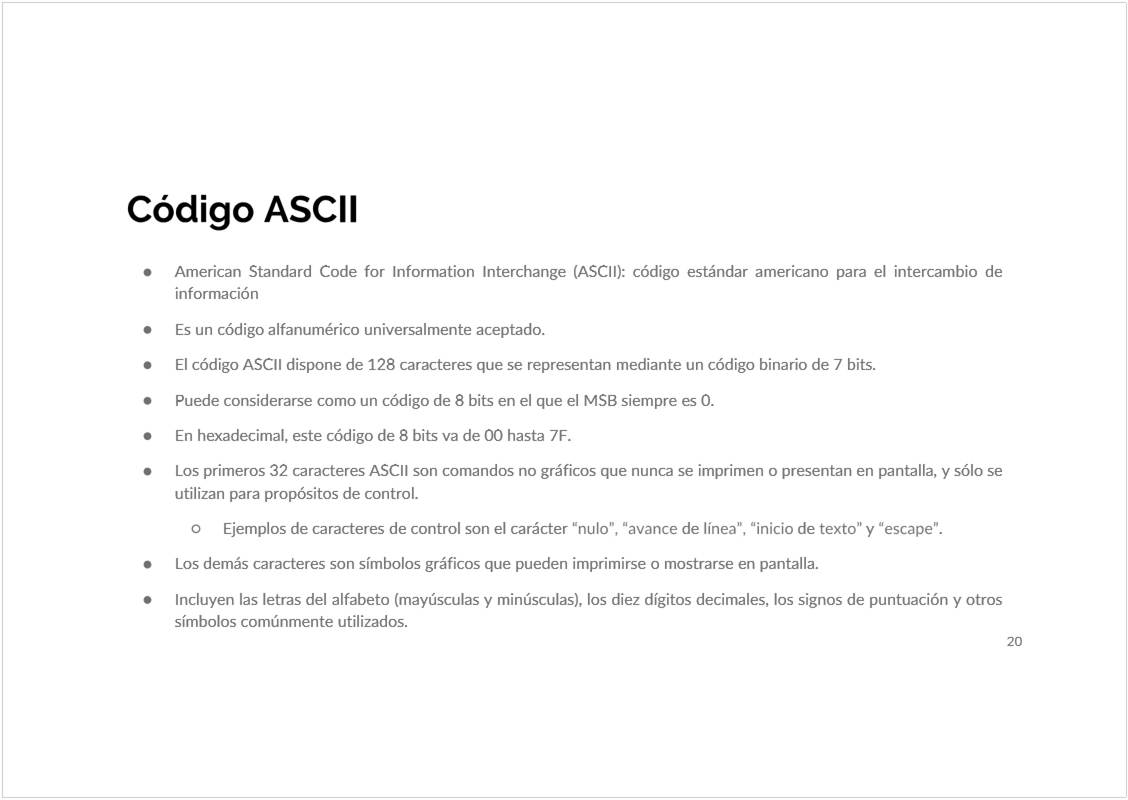 Código ASCII
● American Standard Code for Information Interchange (ASCII): código estándar americano para el intercambio de
información
● Es un código alfanumérico universalmente aceptado.
● El código ASCII dispone de 128 caracteres que se representan mediante un código binario de 7 bits.
● Puede considerarse como un código de 8 bits en el que el MSB siempre es 0.
● En hexadecimal, este código de 8 bits va de 00 hasta 7F.
● Los primeros 32 caracteres ASCII son comandos no gráficos que nunca se imprimen o presentan en pantalla, y sólo se
utilizan para propósitos de control.
○ Ejemplos de caracteres de control son el carácter “nulo”, “avance de línea”, “inicio de texto” y “escape”.
● Los demás caracteres son símbolos gráficos que pueden imprimirse o mostrarse en pantalla.
● Incluyen las letras del alfabeto (mayúsculas y minúsculas), los diez dígitos decimales, los signos de puntuación y otros
símbolos comúnmente utilizados.
20